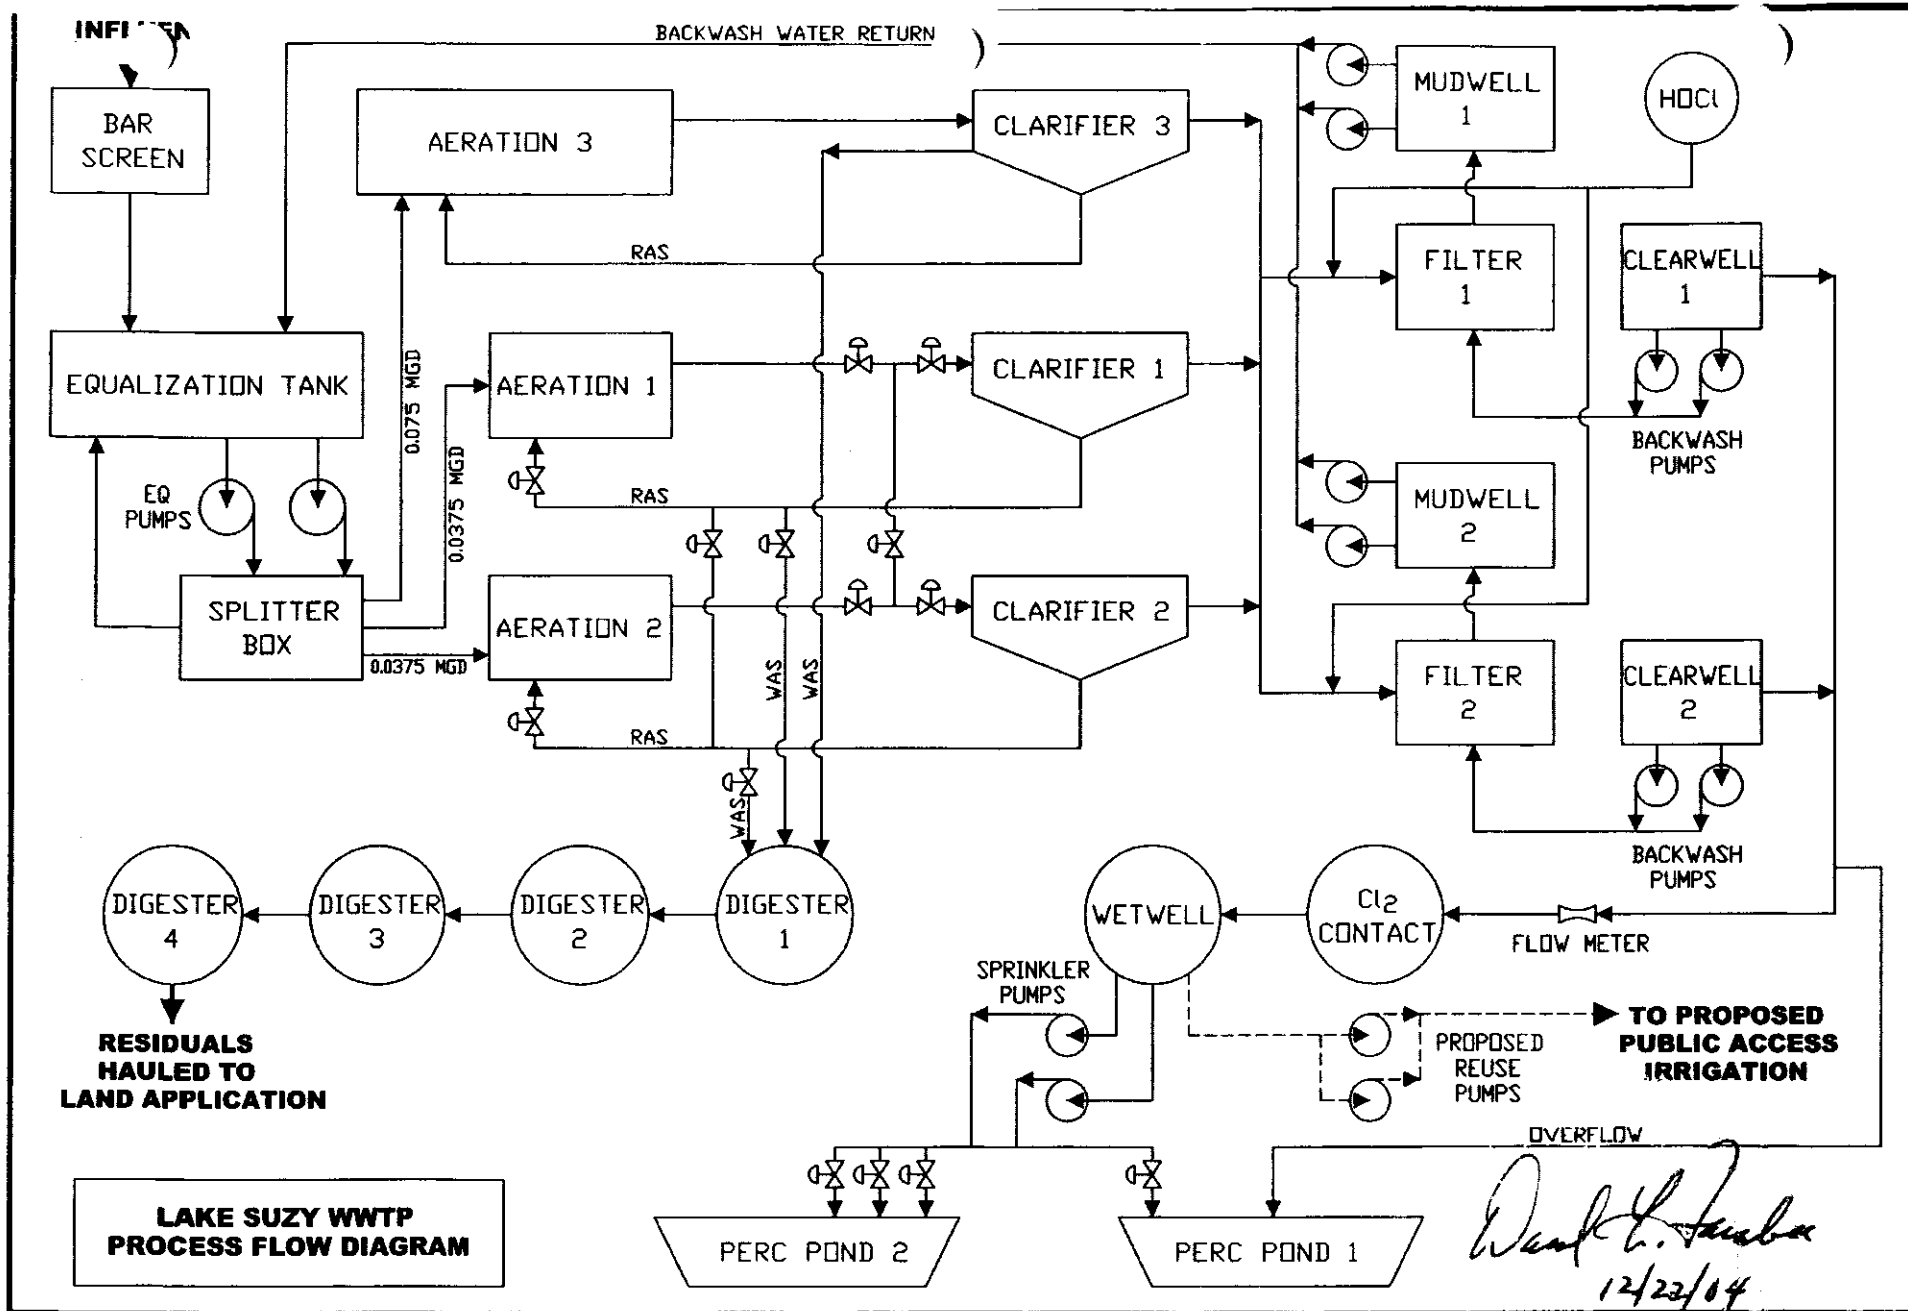 BACKWASH WATER RETURN
BAR
SCREEN
AERATION 3
CLARIFIER 3
MUDWELL
1
HOCl
RAS
FILTER
1
CLEARWELL
1
EQUALIZATION TANK
0.075 MGD
AERATION 1
CLARIFIER 1
BACKWASH
PUMPS
EQ
PUMPS
0.0375 MGD
RAS
MUDWELL
2
SPLITTER
BOX
0.0375 MGD
AERATION 2
CLARIFIER 2
WAS
WAS
FILTER
2
CLEARWELL
2
RAS
WAS
BACKWASH
PUMPS
DIGESTER
4
DIGESTER
3
DIGESTER
2
DIGESTER
1
WETWELL
Cl2
CONTACT
FLOW METER
SPRINKLER
PUMPS
RESIDUALS
HAULED TO
LAND APPLICATION
PROPOSED
REUSE
PUMPS
TO PROPOSED
PUBLIC ACCESS
IRRIGATION
OVERFLOW
LAKE SUZY WWTP
PROCESS FLOW DIAGRAM
PERC POND 2
PERC POND 1
12/22/04